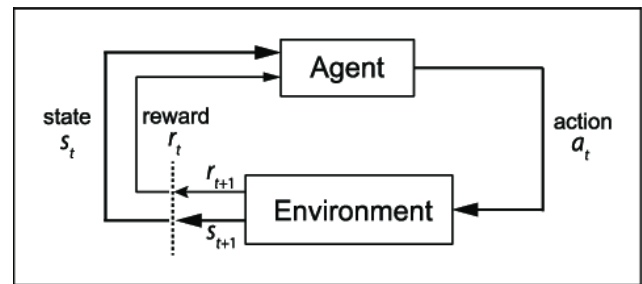 Agent
state
s_t
reward
r_t
action
a_t
r_{t+1}
Environment
s_{t+1}